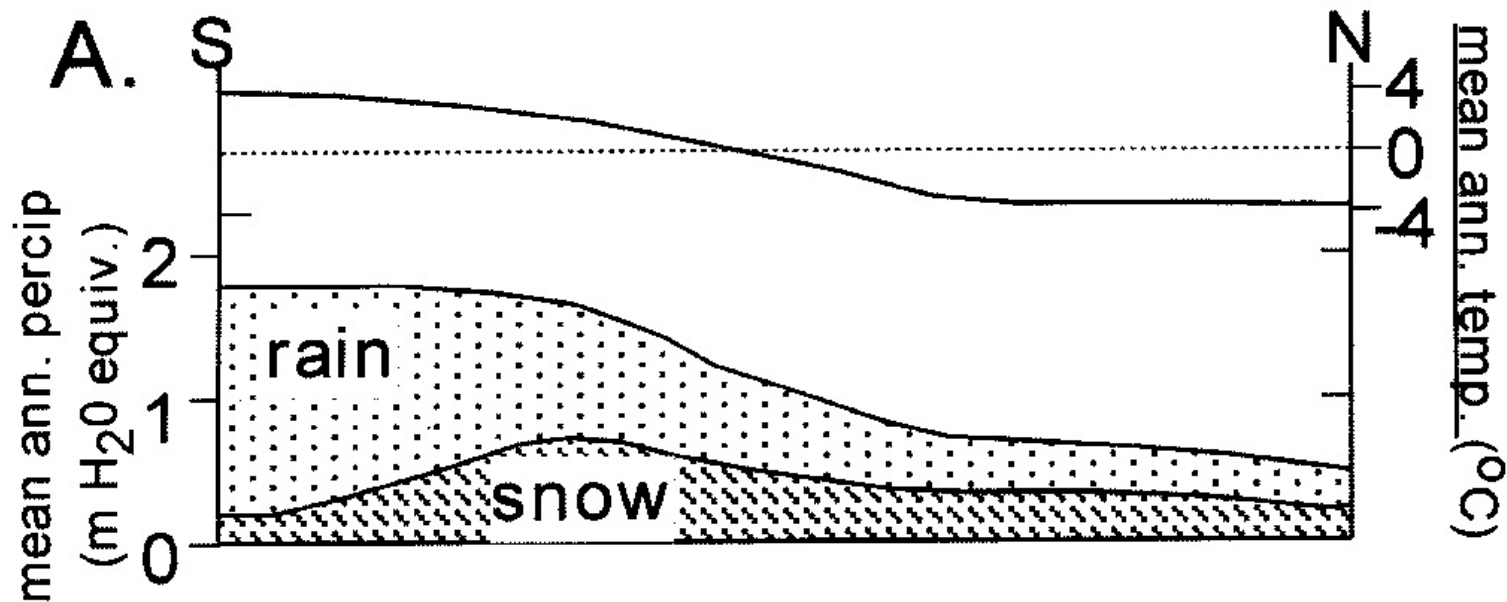 A.
S
N
4
0
-4
mean ann. temp. (°C)
mean ann. percip
(m H20 equiv.)
2
1
0
rain
snow